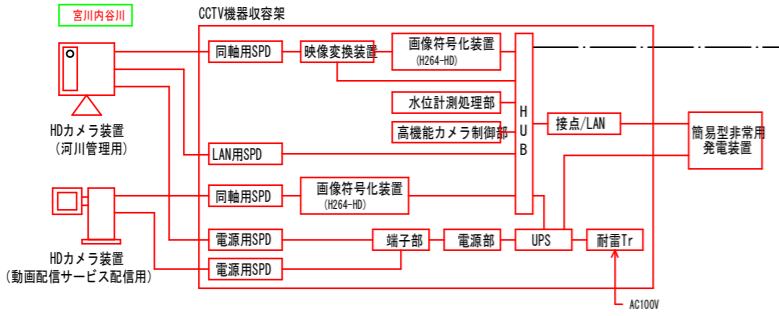 宮川内谷川
CCTV機器収容架
同軸用SPD
映像変換装置
画像符号化装置
(H264-HD)
水位計測処理部
高機能カメラ制御部
HUB
接点/LAN
簡易型非常用
発電装置
HDカメラ装置
(河川管理用)
LAN用SPD
同軸用SPD
画像符号化装置
(H264-HD)
電源用SPD
端子部
電源部
UPS
耐雷Tr
HDカメラ装置
(動画配信サービス配信用)
電源用SPD
AC100V